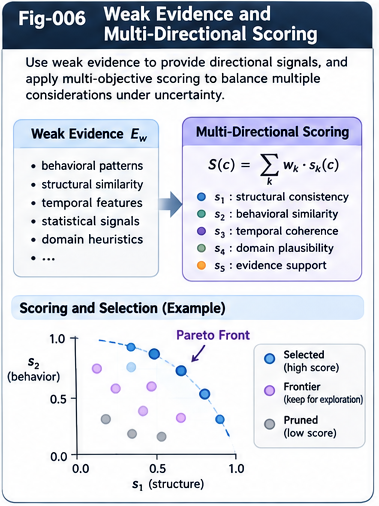 Fig-006
Weak Evidence and
Multi-Directional Scoring
Use weak evidence to provide directional signals, and
apply multi-objective scoring to balance multiple
considerations under uncertainty.
Weak Evidence E_w
• behavioral patterns
• structural similarity
• temporal features
• statistical signals
• domain heuristics
• ...
Multi-Directional Scoring
S(c) = ∑_k w_k · s_k(c)
s₁ : structural consistency
s₂ : behavioral similarity
s₃ : temporal coherence
s₄ : domain plausibility
s₅ : evidence support
Scoring and Selection (Example)
Pareto Front
s₂
(behavior)
1.0
0.5
0.0
0.0 0.5 1.0
s₁ (structure)
Selected
(high score)
Frontier
(keep for exploration)
Pruned
(low score)